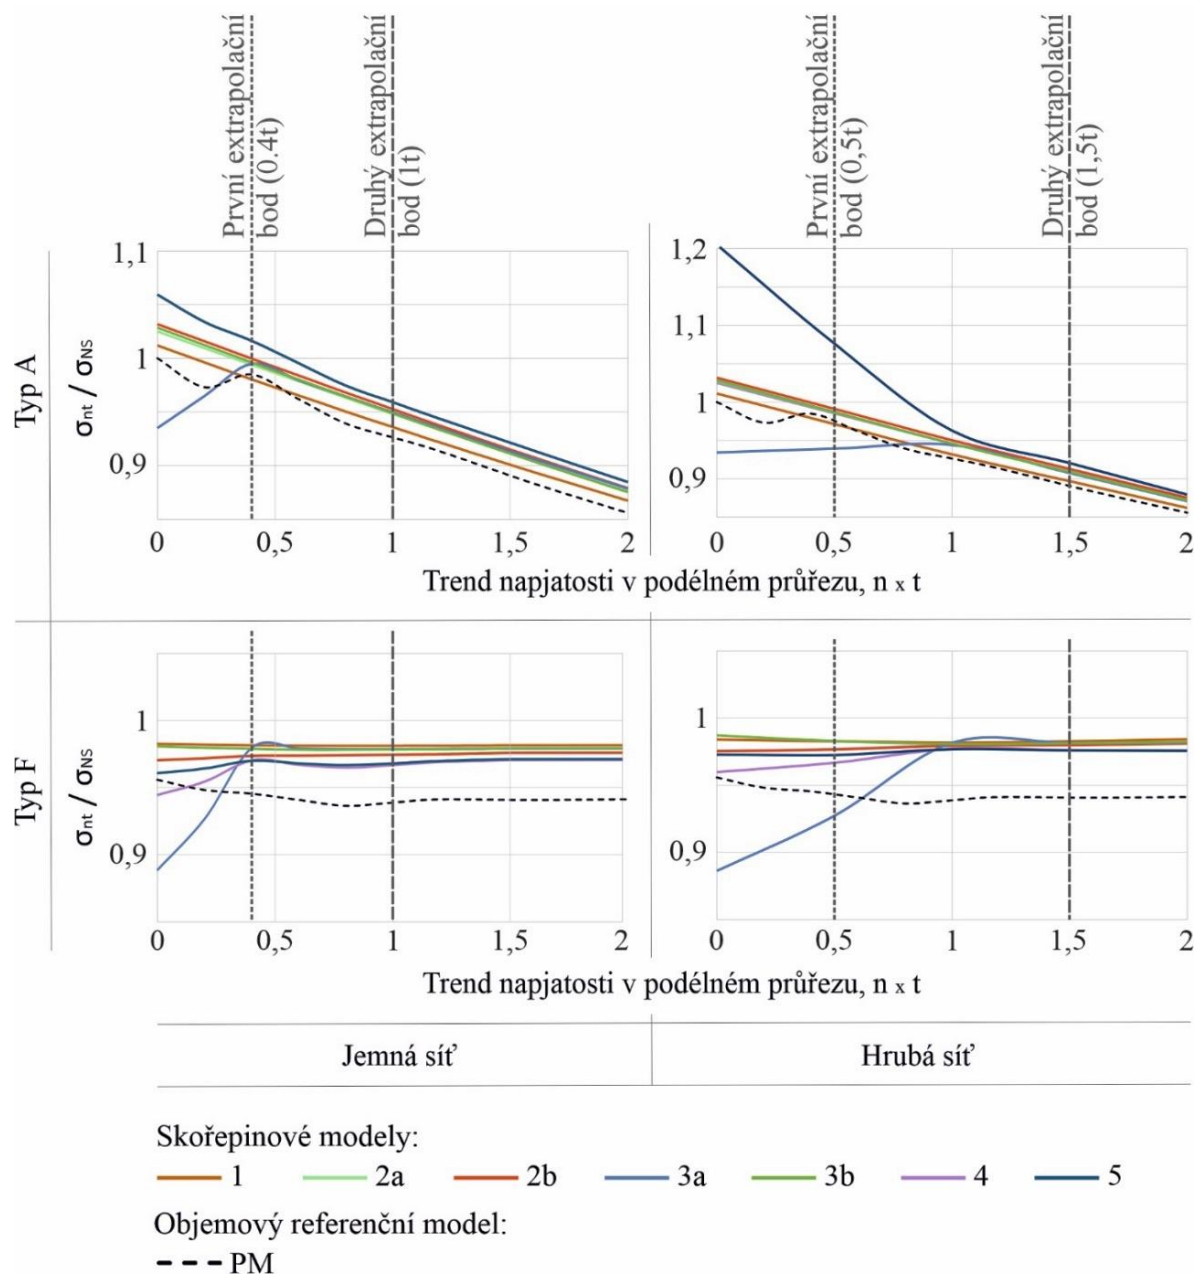 První extrapolační
bod (0.4t)
Druhý extrapolační
bod (1t)
První extrapolační
bod (0,5t)
Druhý extrapolační
bod (1,5t)
Typ A
σnt / σNS
1,1
1
0,9
0 0,5 1 1,5 2
1,2
1,1
1
0,9
0 0,5 1 1,5 2
Trend napjatosti v podélném průřezu, n x t
Typ F
σnt / σNS
1
0,9
0 0,5 1 1,5 2
1
0,9
0 0,5 1 1,5 2
Trend napjatosti v podélném průřezu, n x t
Jemná síť Hrubá síť
Skořepinové modely:
1 2a 2b 3a 3b 4 5
Objemový referenční model:
PM